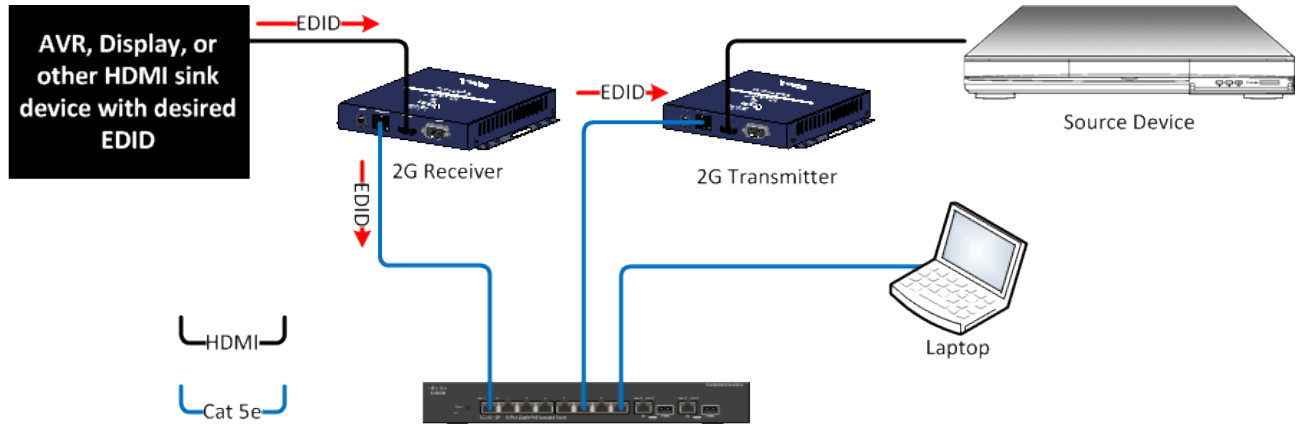 AVR, Display, or
other HDMI sink
device with desired
EDID
EDID
EDID
EDID
2G Receiver
2G Transmitter
Source Device
Laptop
HDMI
Cat 5e